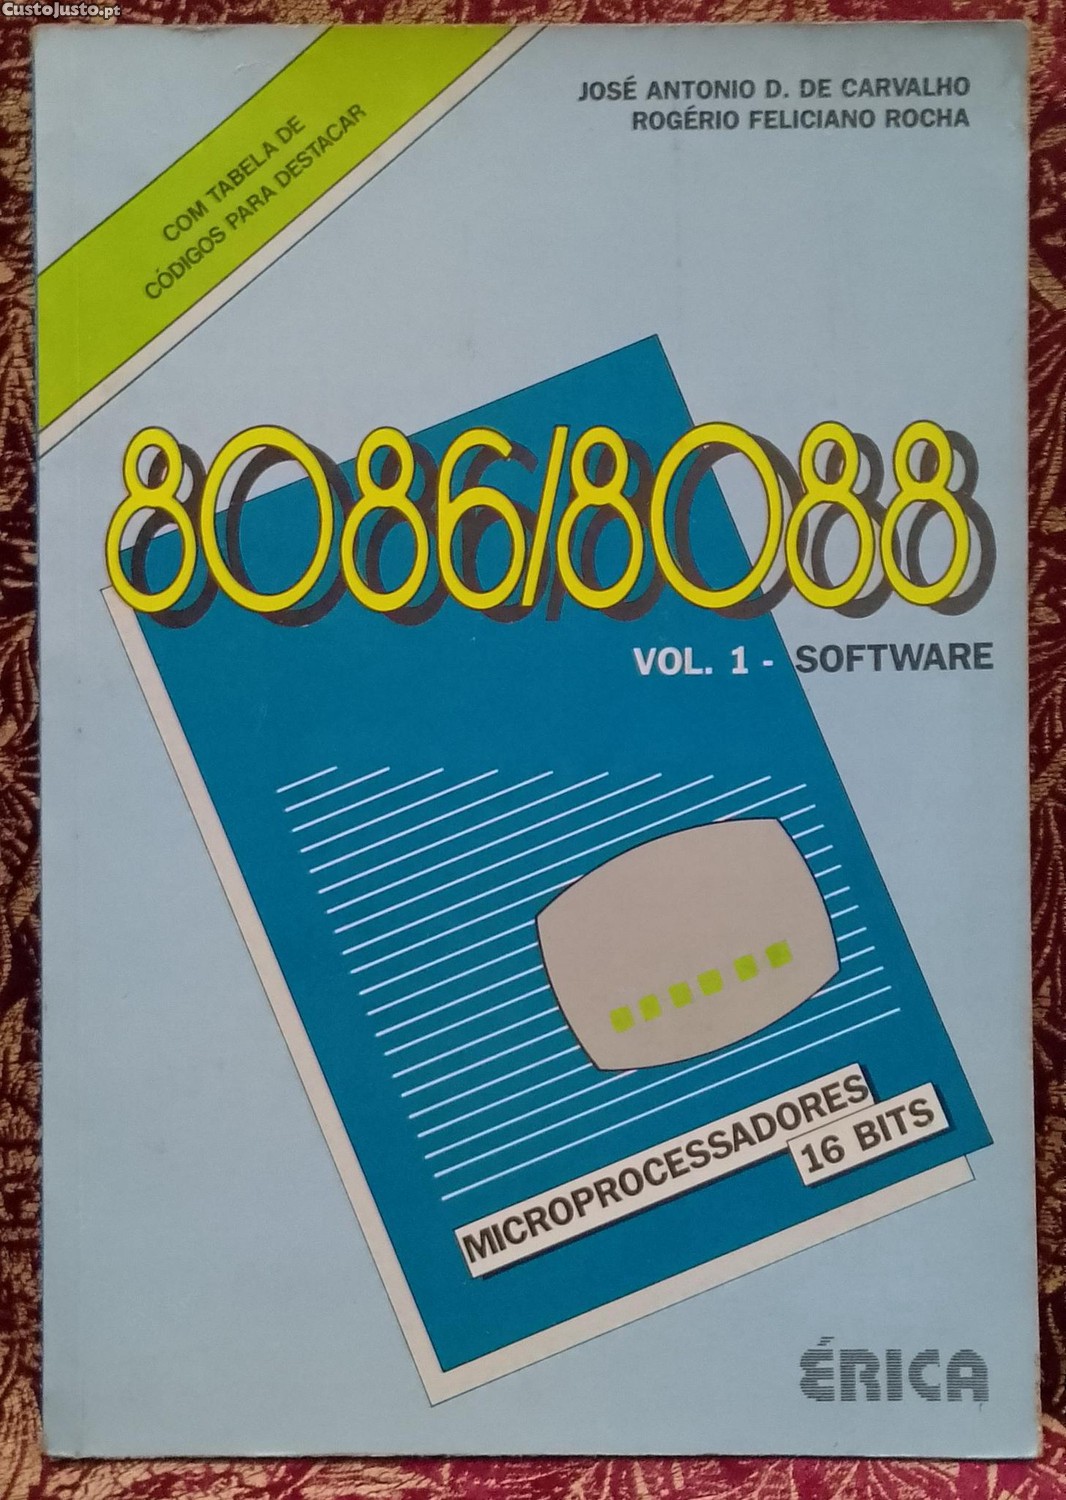 CustoJusto.pt
COM TABELA DE
CÓDIGOS PARA DESTACAR
JOSÉ ANTONIO D. DE CARVALHO
ROGÉRIO FELICIANO ROCHA
8086/8088
VOL. 1 - SOFTWARE
MICROPROCESSADORES
16 BITS
ÉRICA